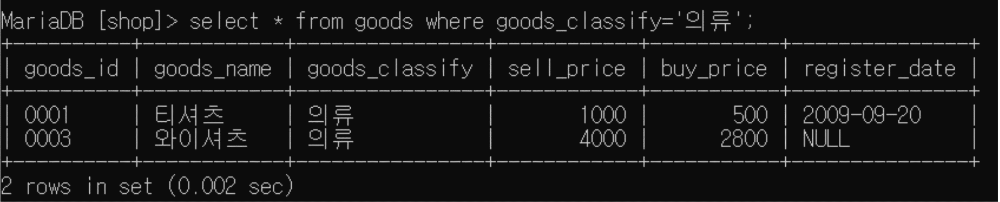 MariaDB [shop]> select * from goods where goods_classify='의류';
+----------+------------+----------------+------------+-----------+---------------+
| goods_id | goods_name | goods_classify | sell_price | buy_price | register_date |
+----------+------------+----------------+------------+-----------+---------------+
| 0001     | 티셔츠     | 의류           |       1000 |       500 | 2009-09-20    |
| 0003     | 와이셔츠   | 의류           |       4000 |      2800 | NULL          |
+----------+------------+----------------+------------+-----------+---------------+
2 rows in set (0.002 sec)